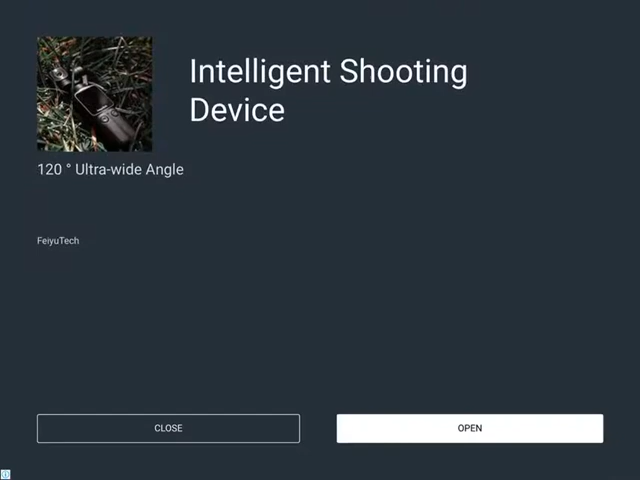 Intelligent Shooting
Device
120 ° Ultra-wide Angle
FeiyuTech
CLOSE
OPEN